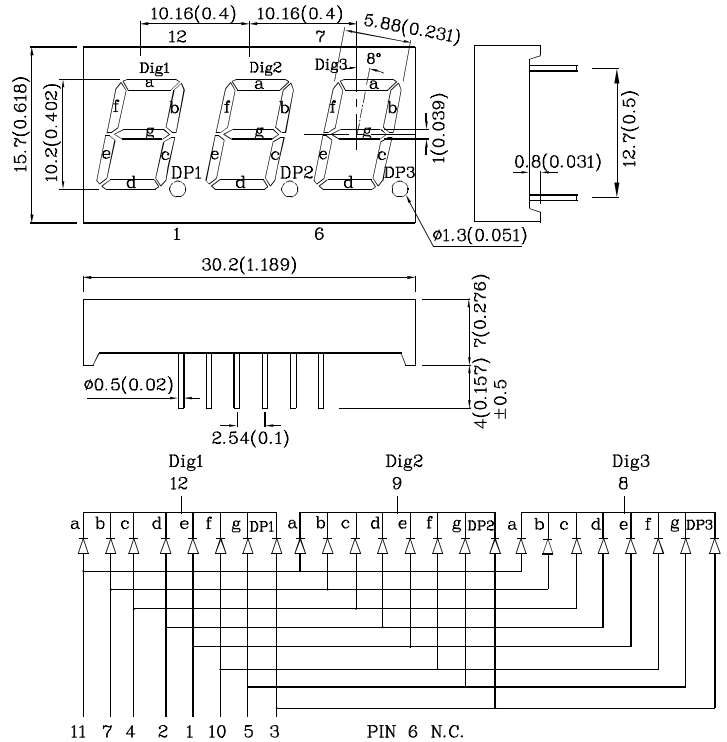 10.16(0.4) 10.16(0.4) 5.88(0.231)
12 7 8°
Dig1 Dig2 Dig3
a a a
f b f b f b
g g g
e c e c e c
d d d
DP1 DP2 DP3
15.7(0.618)
10.2(0.402)
1(0.039)
0.8(0.031)
12.7(0.5)
ø1.3(0.051)
1 6
30.2(1.189)
7(0.276)
ø0.5(0.02)
4(0.157)
±0.5
2.54(0.1)
Dig1 Dig2 Dig3
12 9 8
a b c d e f g DP1 a b c d e f g DP2 a b c d e f g DP3
11 7 4 2 1 10 5 3 PIN 6 N.C.